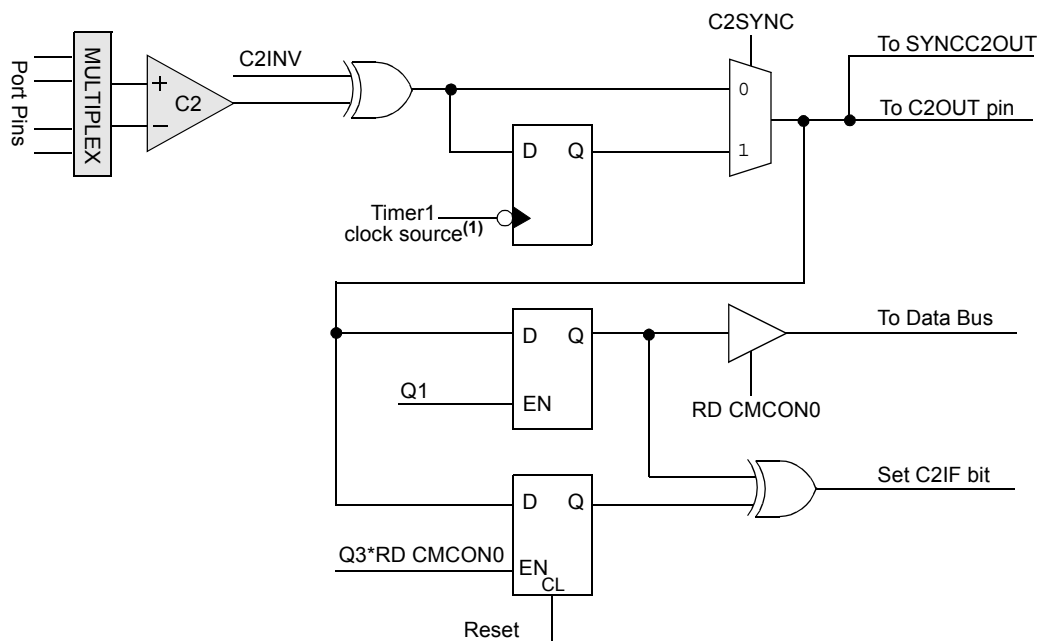 C2SYNC
To SYNCC2OUT
Port Pins
MULTIPLEX
+
−
C2
C2INV
0
1
To C2OUT pin
D Q
Timer1
clock source(1)
D Q
EN
Q1
To Data Bus
RD CMCON0
D Q
EN
CL
Q3*RD CMCON0
Set C2IF bit
Reset